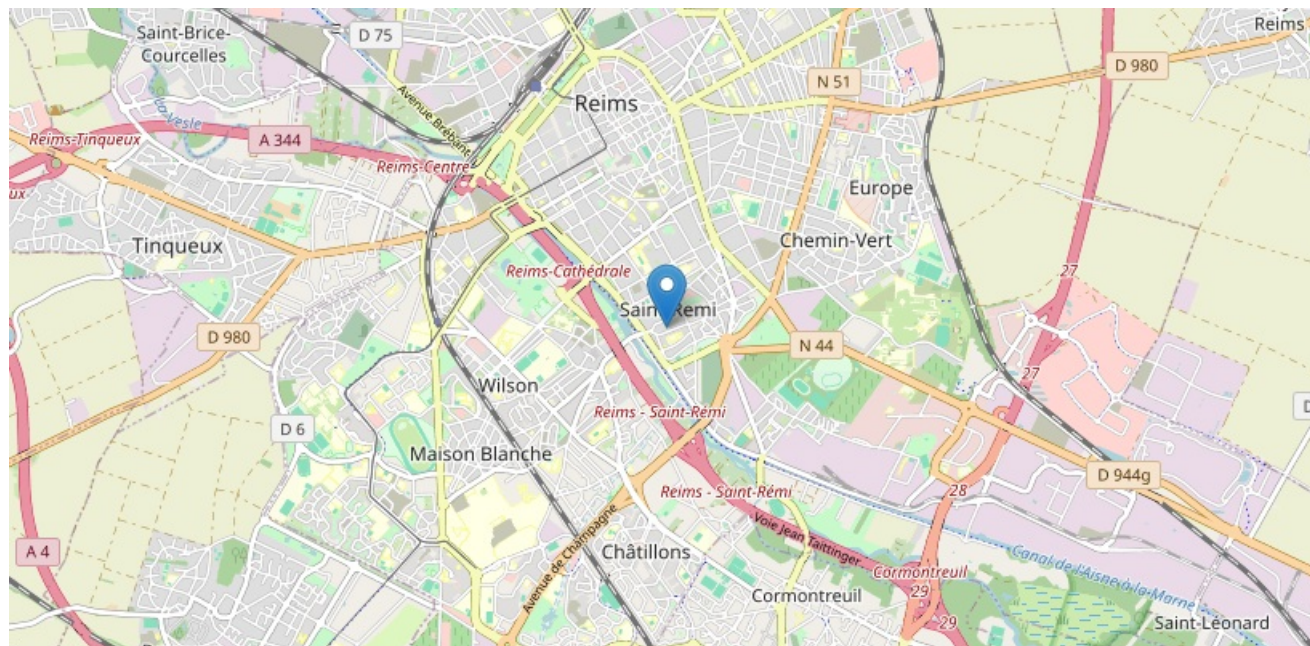 Saint-Brice-
Courcelles
D 75
Reims
D 980
N 51
Reims
La Vesle
Avenue Brébant
Reims-Tinqueux
A 344
Reims-Centre
Europe
Tinqueux
Chemin-Vert
Reims-Cathédrale
27
D 980
N 44
Wilson
27
Reims - Saint-Rémi
D 6
Maison Blanche
D 944g
Reims - Saint-Rémi
28
Avenue de Champagne
Voie Jean Taittinger
A 4
Châtillons
Canal de l'Aisne à la Marne
Cormontreuil
29
Cormontreuil
29
Saint-Léonard